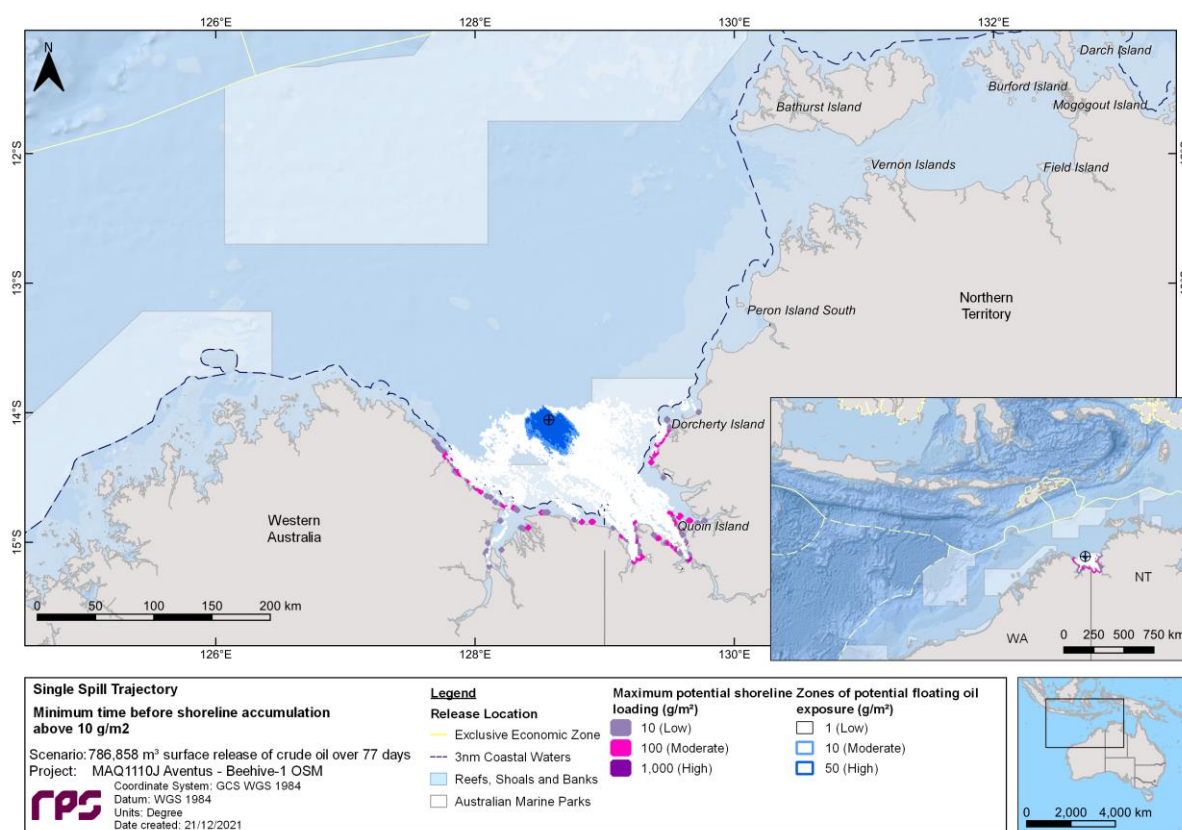 126°E
128°E
130°E
132°E
N
Darch Island
Burford Island
Bathurst Island
Mogogout Island
12°S
Vernon Islands
Field Island
13°S
Peron Island South
Northern
Territory
14°S
Dorcherty Island
Western
Australia
Quoin Island
15°S
0 50 100 150 200 km
126°E
128°E
130°E
NT
WA
0 250 500 750 km
Single Spill Trajectory
Minimum time before shoreline accumulation
above 10 g/m2
Scenario: 786,858 m³ surface release of crude oil over 77 days
Project: MAQ1110J Aventus - Beehive-1 OSM
rps
Coordinate System: GCS WGS 1984
Datum: WGS 1984
Units: Degree
Date created: 21/12/2021
Legend
Release Location
Exclusive Economic Zone
3nm Coastal Waters
Reefs, Shoals and Banks
Australian Marine Parks
Maximum potential shoreline
loading (g/m²)
10 (Low)
100 (Moderate)
1,000 (High)
Zones of potential floating oil
exposure (g/m²)
1 (Low)
10 (Moderate)
50 (High)
0 2,000 4,000 km